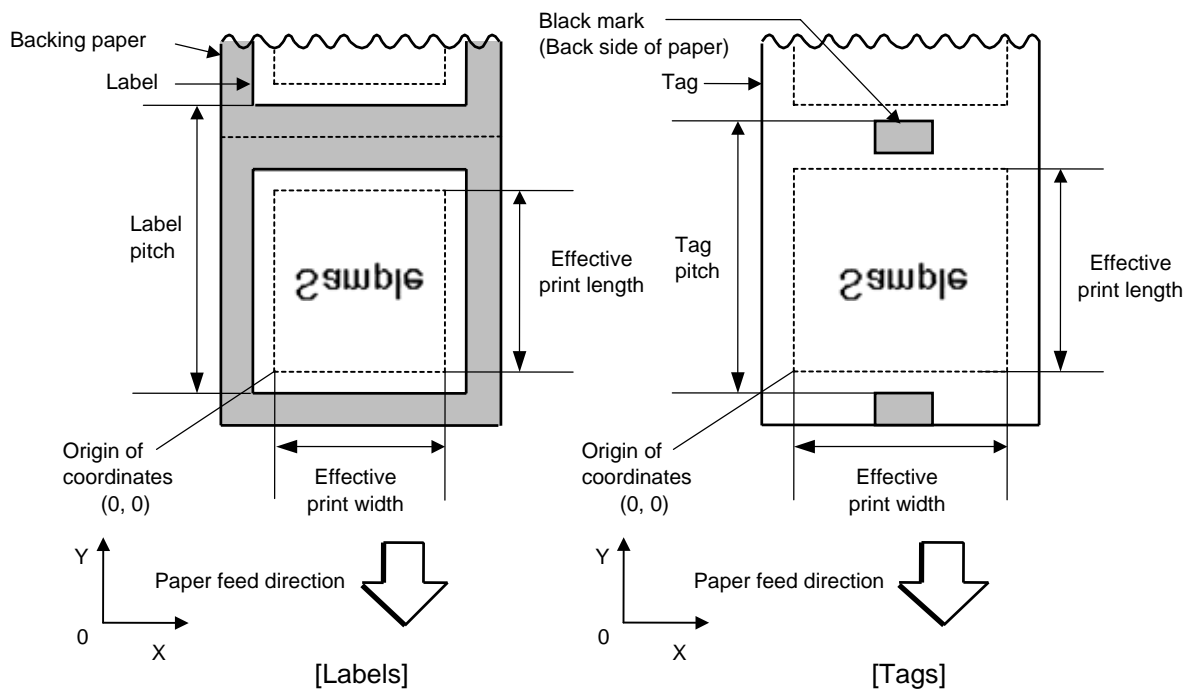 Backing paper
Label
Label
pitch
Sample
Effective
print length
Origin of
coordinates
(0, 0)
Effective
print width
Y
0
X
Paper feed direction
[Labels]
Black mark
(Back side of paper)
Tag
Tag
pitch
Sample
Effective
print length
Origin of
coordinates
(0, 0)
Effective
print width
Y
0
X
Paper feed direction
[Tags]